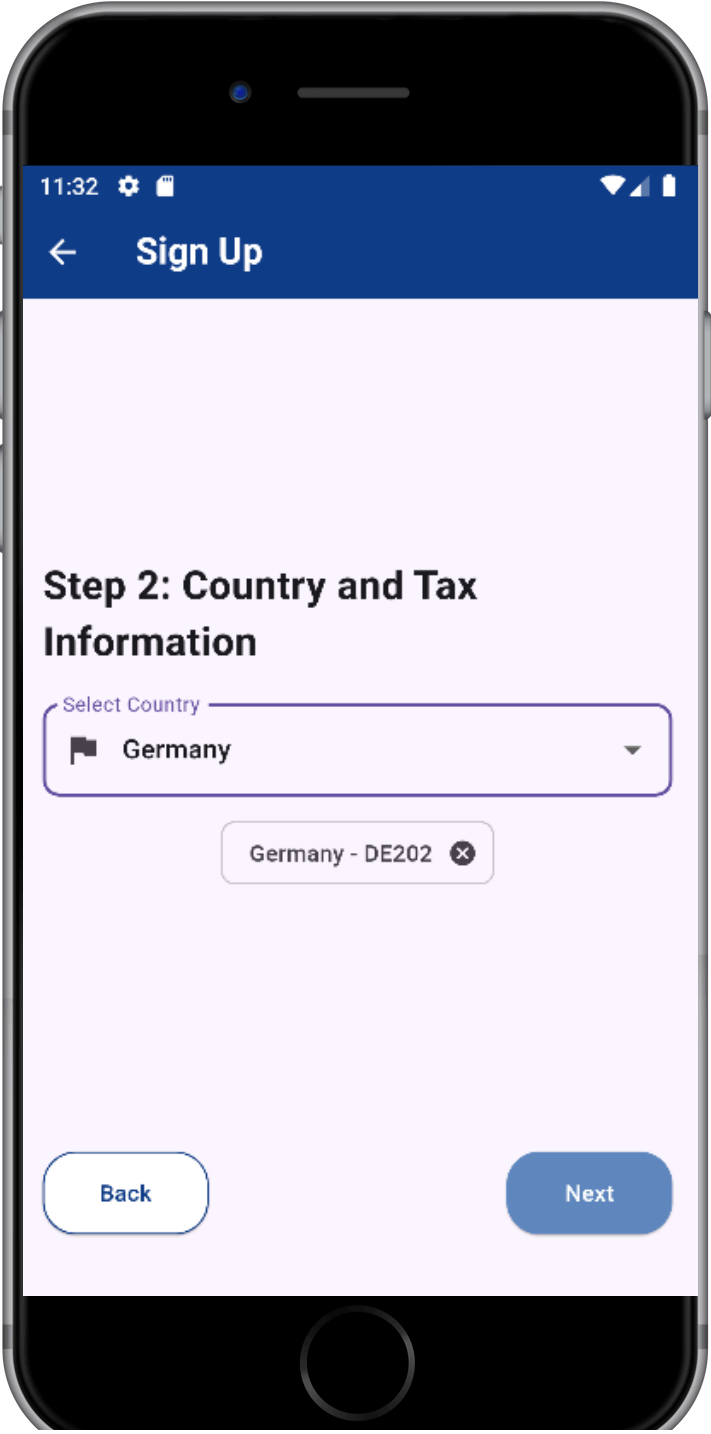 11:32
Sign Up
Step 2: Country and Tax
Information
Select Country
Germany
Germany - DE202
Back
Next